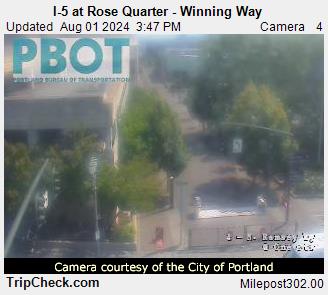 I-5 at Rose Quarter - Winning Way
Updated Aug 01 2024 3:47 PM Camera 4
PBOT
PORTLAND BUREAU OF TRANSPORTATION
Camera courtesy of the City of Portland
TripCheck.com Milepost302.00